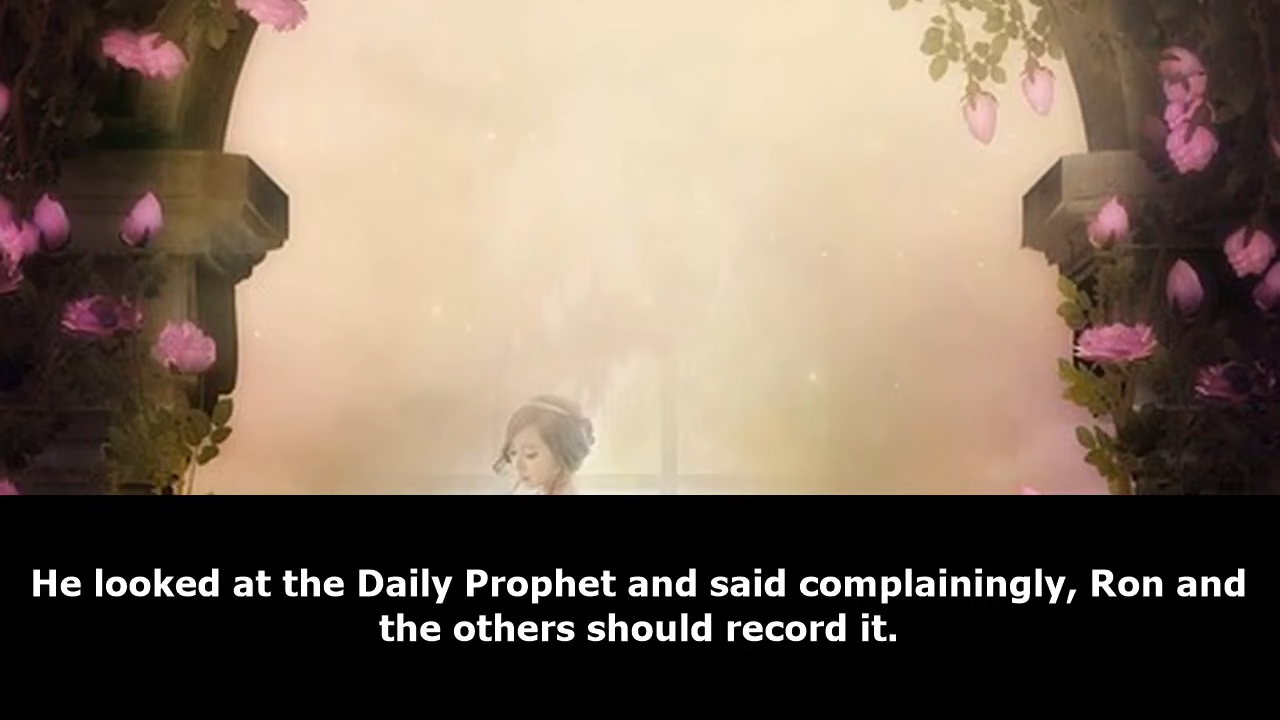 He looked at the Daily Prophet and said complainingly, Ron and
the others should record it.